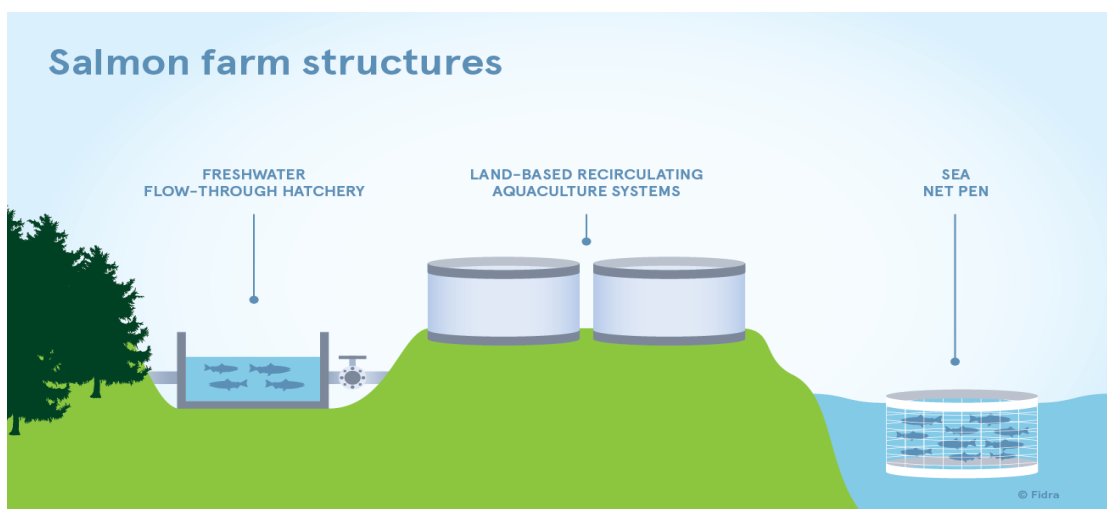 Salmon farm structures
FRESHWATER
FLOW-THROUGH HATCHERY
LAND-BASED RECIRCULATING
AQUACULTURE SYSTEMS
SEA
NET PEN
© Fidra